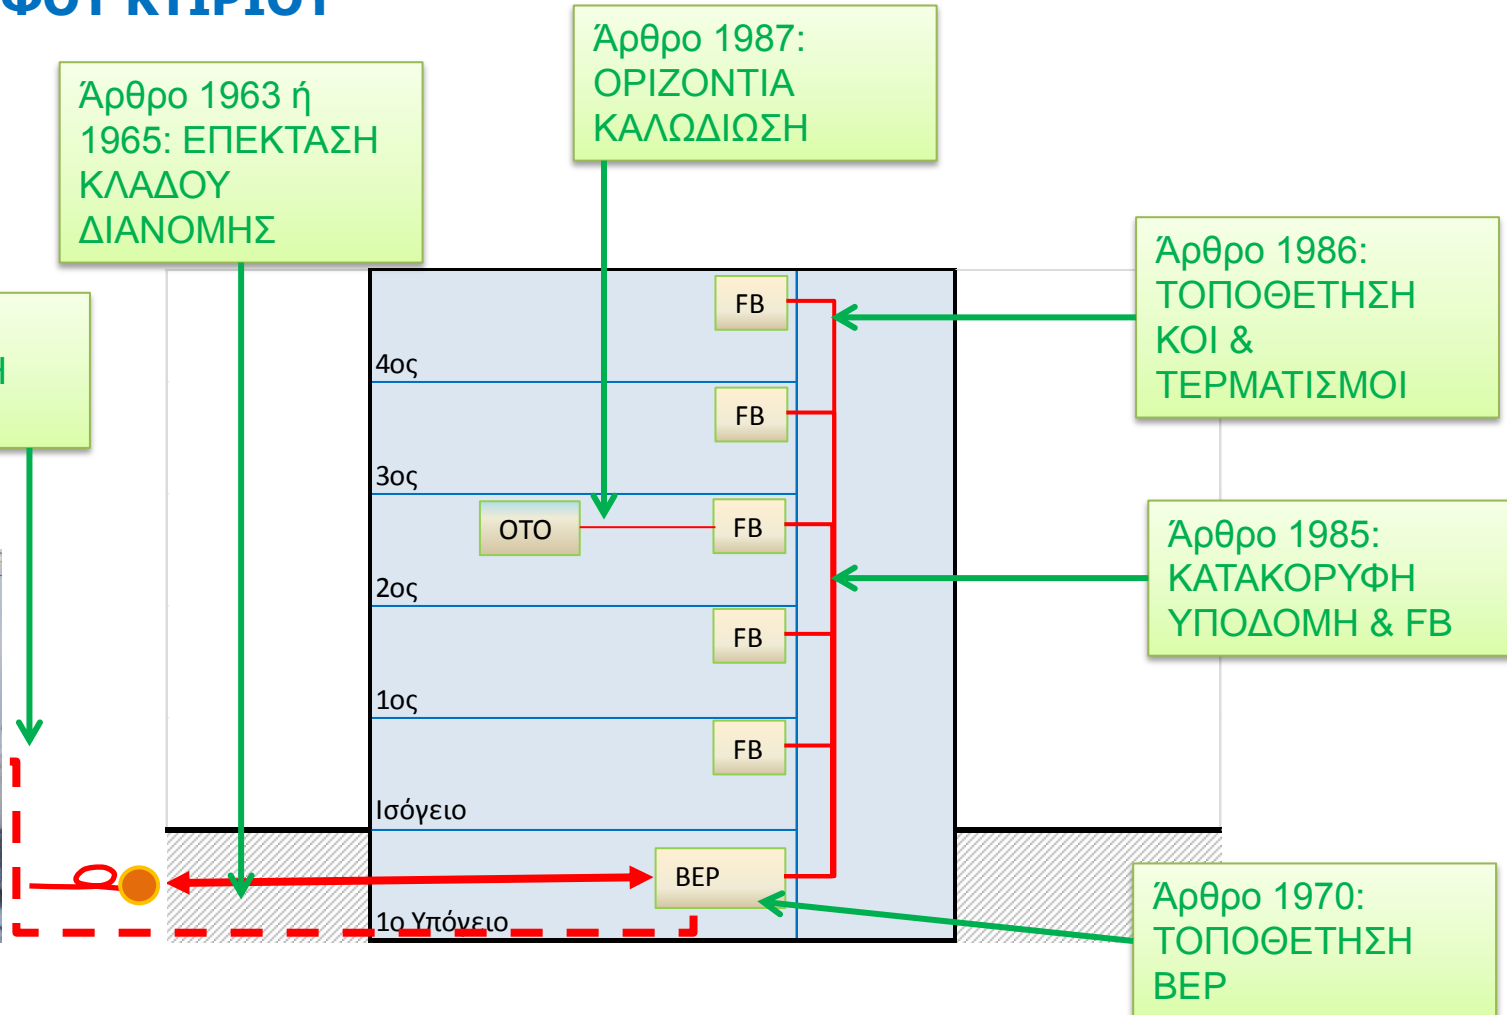 ΦΟΥ ΚΤΙΡΙΟΥ
Άρθρο 1987:
ΟΡΙΖΟΝΤΙΑ
ΚΑΛΩΔΙΩΣΗ
Άρθρο 1963 ή
1965: ΕΠΕΚΤΑΣΗ
ΚΛΑΔΟΥ
ΔΙΑΝΟΜΗΣ
Άρθρο 1986:
ΤΟΠΟΘΕΤΗΣΗ
ΚΟΙ &
ΤΕΡΜΑΤΙΣΜΟΙ
Η
FB
4ος
FB
3ος
ΟΤΟ
FB
2ος
FB
1ος
FB
Ισόγειο
BEP
1ο Υπόγειο
Άρθρο 1985:
ΚΑΤΑΚΟΡΥΦΗ
ΥΠΟΔΟΜΗ & FB
Άρθρο 1970:
ΤΟΠΟΘΕΤΗΣΗ
BEP